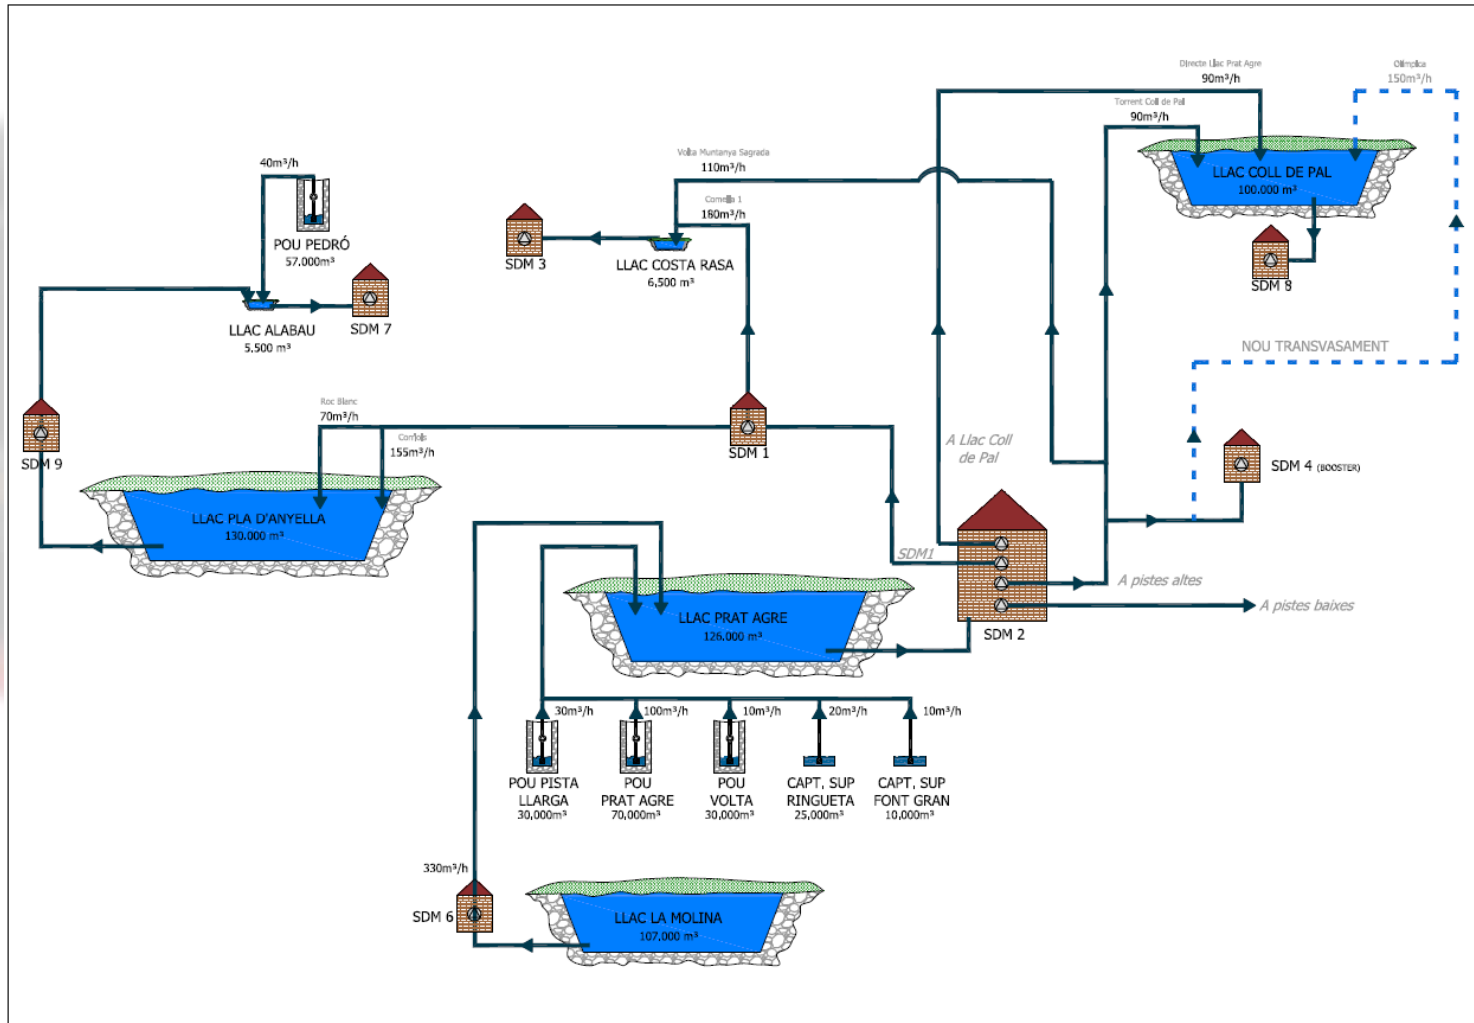 Directe Llac Prat Agre
90m³/h
Olímpica
150m³/h
Torrent Coll de Pal
90m³/h
Volta Muntanya Sagrada
110m³/h
40m³/h
LLAC COLL DE PAL
100.000 m³
Comella 1
180m³/h
POU PEDRÓ
57.000m³
SDM 3
LLAC COSTA RASA
6,500 m³
SDM 8
LLAC ALABAU
5,500 m³
SDM 7
NOU TRANSVASAMENT
Roc Blanc
70m³/h
155m³/h
SDM 9
SDM 1
A Llac Coll
de Pal
SDM 4 (BOOSTER)
LLAC PLA D'ANYELLA
130.000 m³
SDM1
A pistes altes
A pistes baixes
LLAC PRAT AGRE
126.000 m³
SDM 2
30m³/h
100m³/h
10m³/h
20m³/h
10m³/h
POU PISTA
LLARGA
30,000m³
POU
PRAT AGRE
70,000m³
POU
VOLTA
30,000m³
CAPT, SUP
RINGUETA
25,000m³
CAPT, SUP
FONT GRAN
10,000m³
330m³/h
SDM 6
LLAC LA MOLINA
107.000 m³